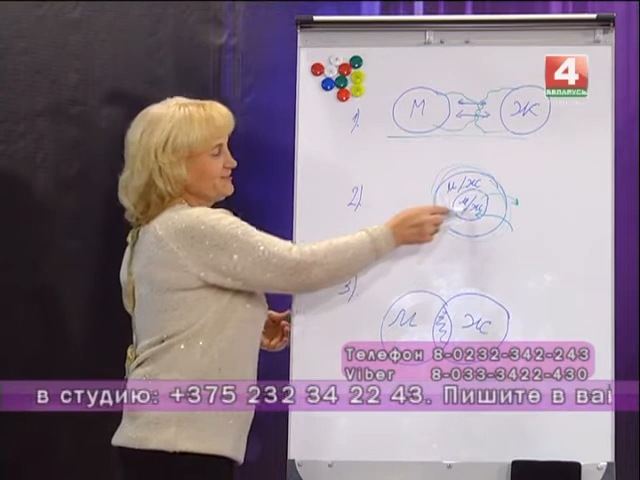 4
БЕЛАРУСЬ
1)
М
Ж
2)
м/ж
м/ж
3)
М
Ж
Телефон 8-0232-342-243
Viber 8-033-3422-430
в студию: +375 232 34 22 43. Пишите в вай